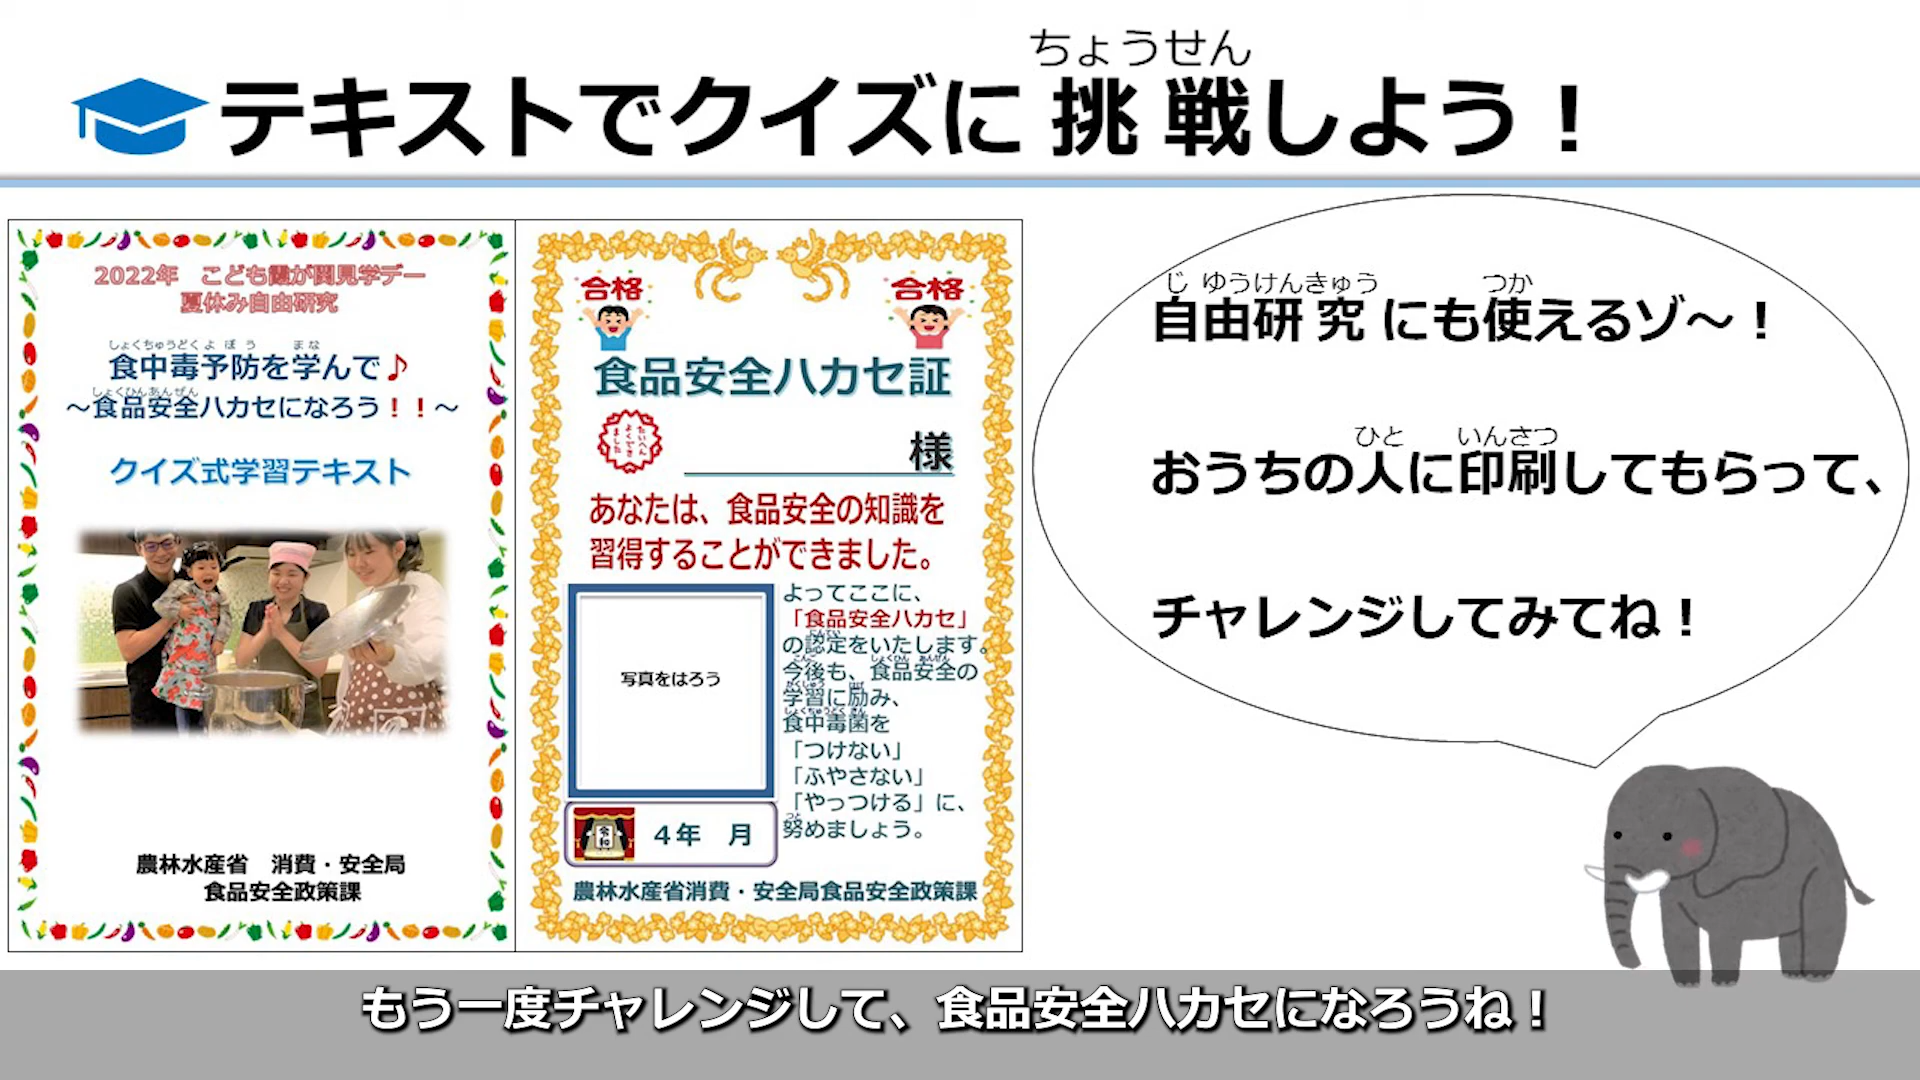 テキストでクイズに挑戦しよう！
ちょうせん
2022年 こども霞が関見学デー
夏休み自由研究
しょくちゅうどくよぼう まな
食中毒予防を学んで♪
しょくひんあんぜん
～食品安全ハカセになろう！！～
クイズ式学習テキスト
農林水産省 消費・安全局
食品安全政策課
合格
合格
食品安全ハカセ証
たいへん
よくでき
ました
様
あなたは、食品安全の知識を
習得することができました。
写真をはろう
よってここに、
「食品安全ハカセ」
の認定をいたします。
今後も、食品安全の
学習に励み、
食中毒菌を
「つけない」
「ふやさない」
「やっつける」に、
努めましょう。
令和
4年 月
農林水産省消費・安全局食品安全政策課
じゆうけんきゅう つか
自由研究にも使えるゾ～！
ひと いんさつ
おうちの人に印刷してもらって、
チャレンジしてみてね！
もう一度チャレンジして、食品安全ハカセになろうね！